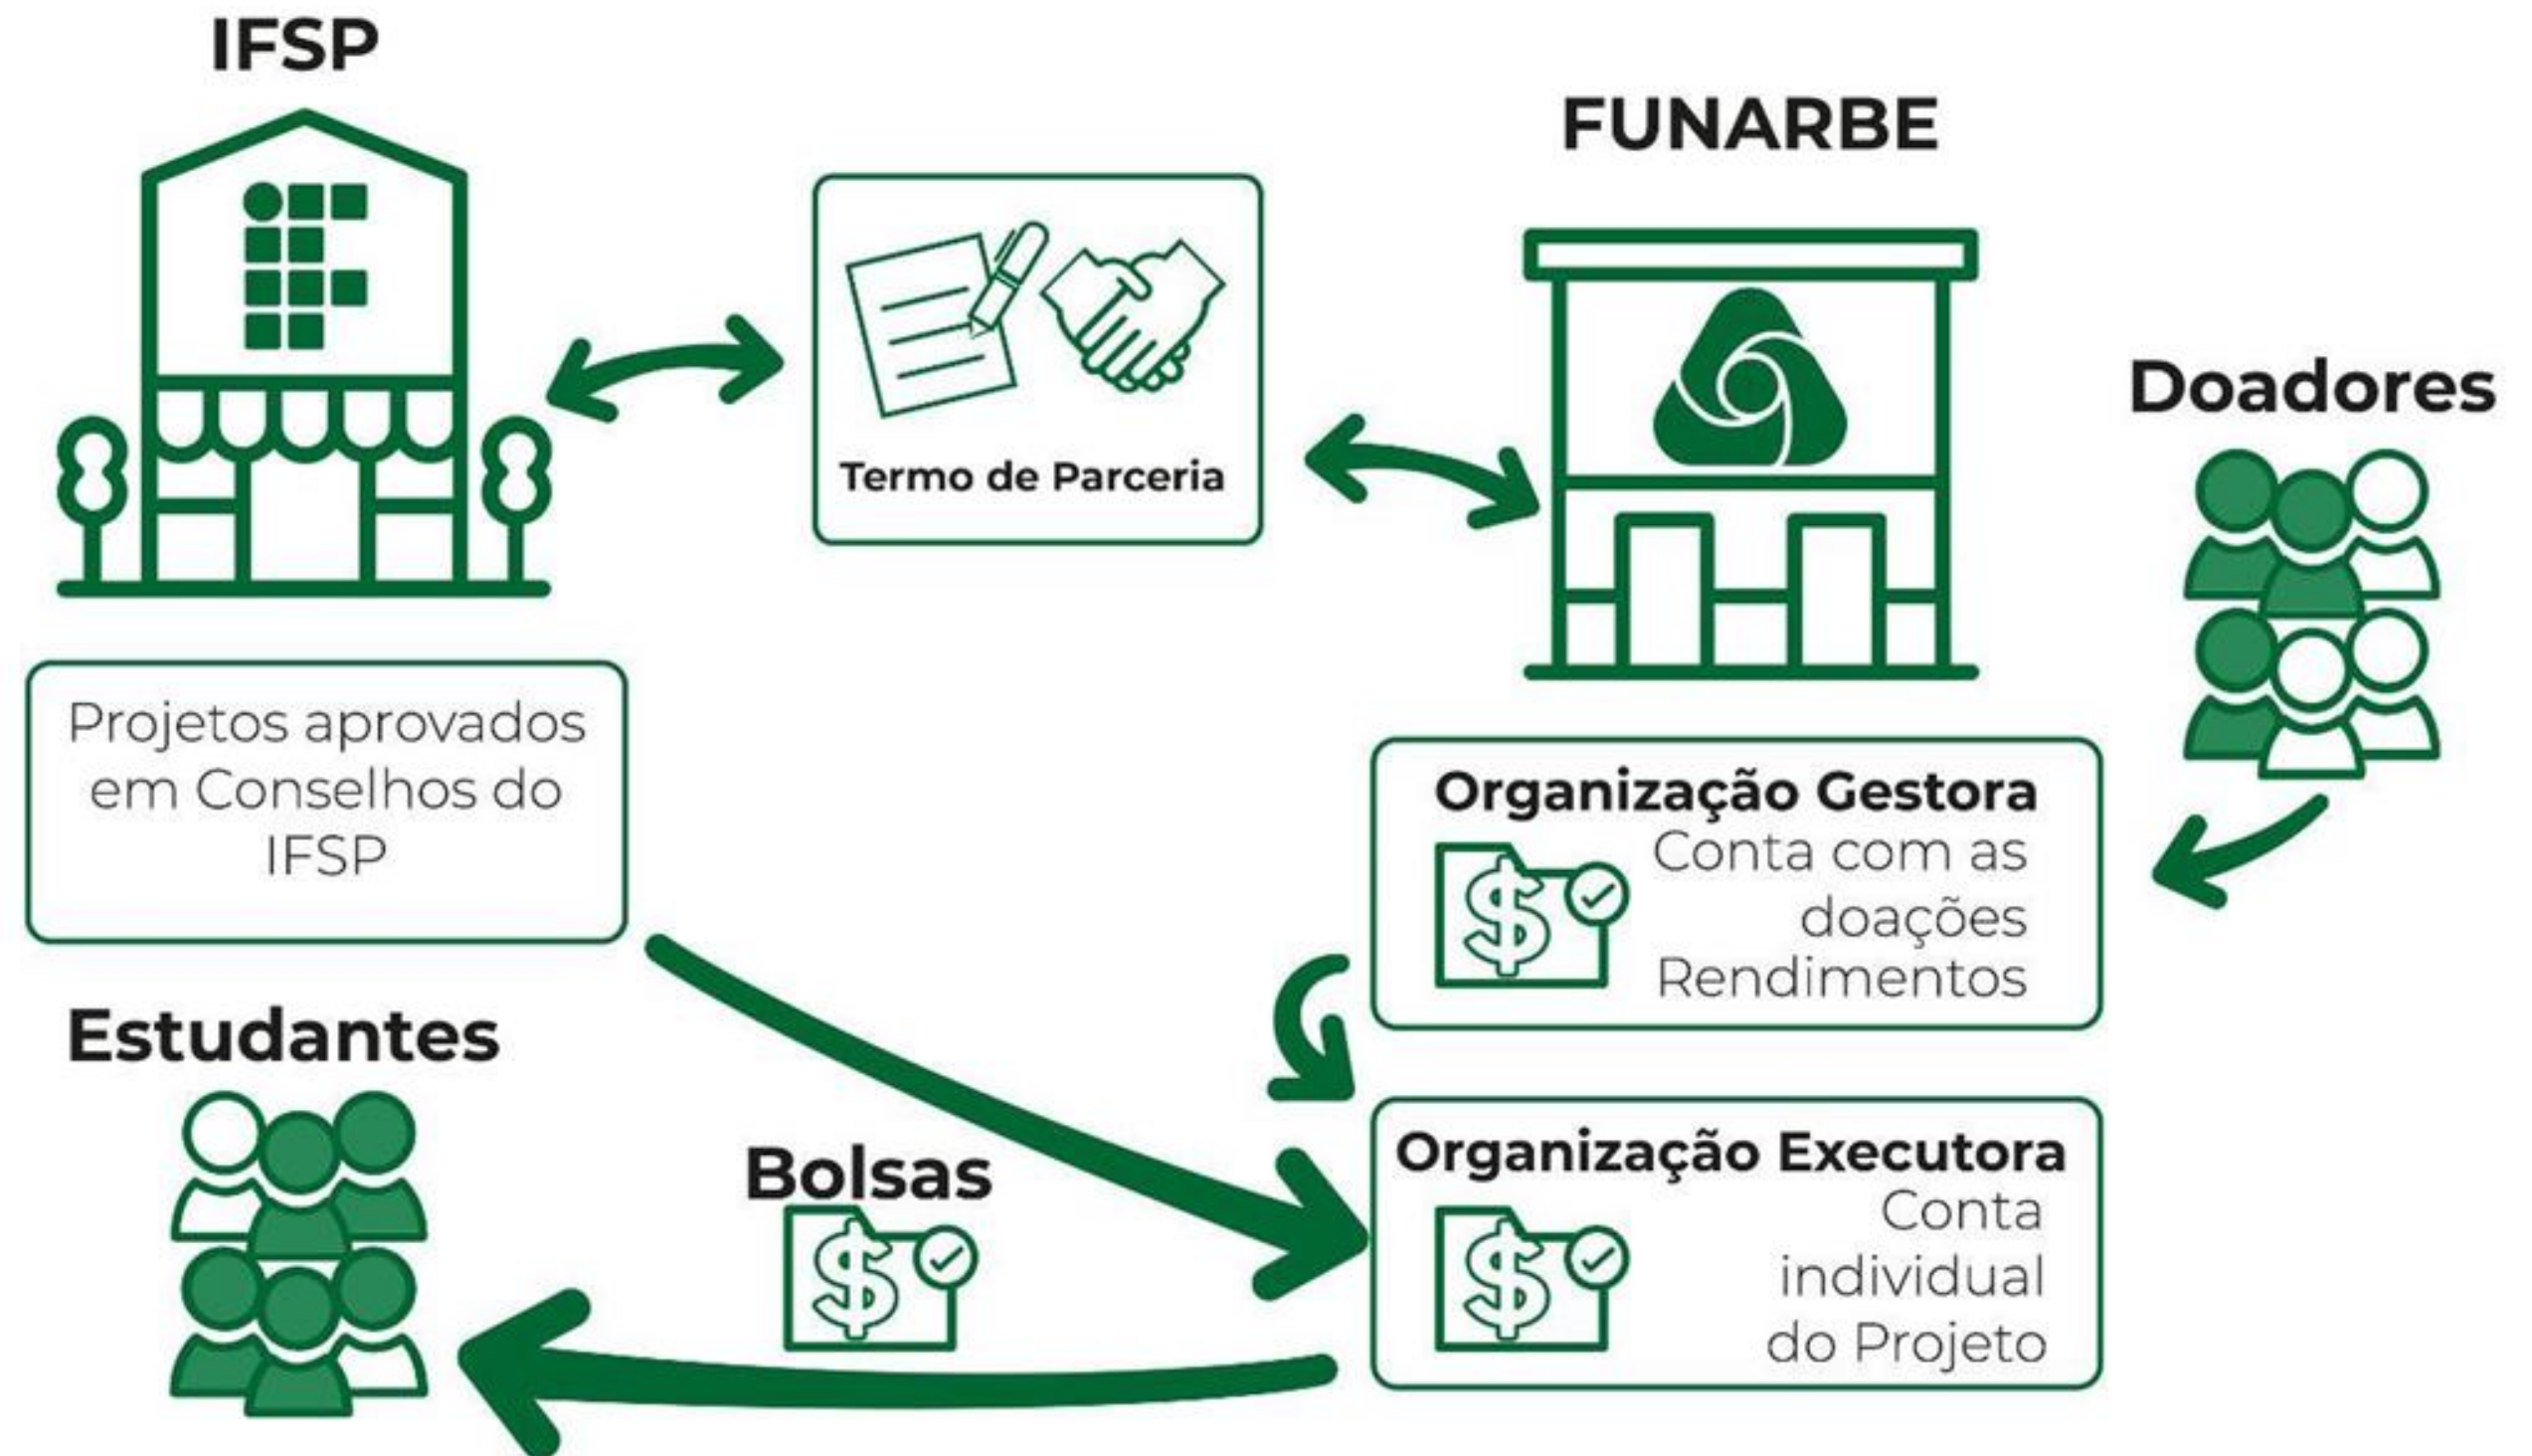 IFSP
FUNARBE
Termo de Parceria
Doadores
Projetos aprovados
em Conselhos do
IFSP
Organização Gestora
Conta com as
doações
Rendimentos
Estudantes
Bolsas
Organização Executora
Conta
individual
do Projeto